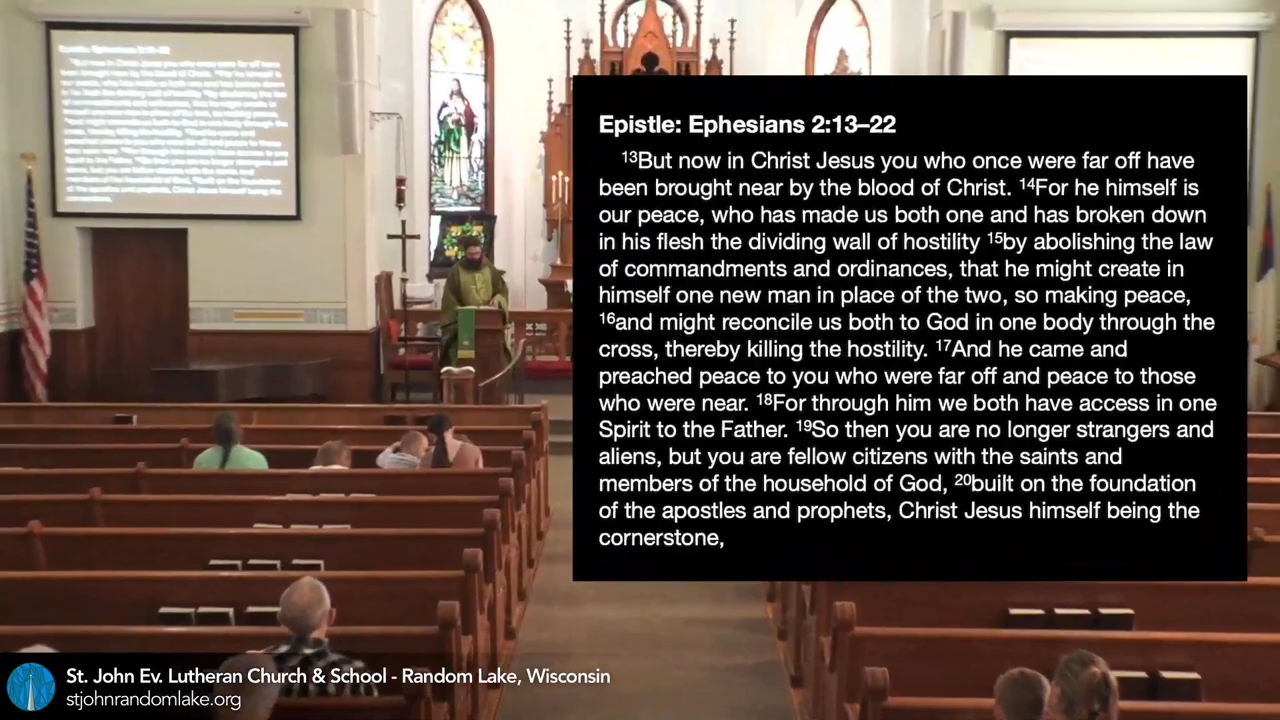 Epistle: Ephesians 2:13–22
Epistle: Ephesians 2:13–22
¹³But now in Christ Jesus you who once were far off have
been brought near by the blood of Christ. ¹⁴For he himself is
our peace, who has made us both one and has broken down
in his flesh the dividing wall of hostility ¹⁵by abolishing the law
of commandments and ordinances, that he might create in
himself one new man in place of the two, so making peace,
¹⁶and might reconcile us both to God in one body through the
cross, thereby killing the hostility. ¹⁷And he came and
preached peace to you who were far off and peace to those
who were near. ¹⁸For through him we both have access in one
Spirit to the Father. ¹⁹So then you are no longer strangers and
aliens, but you are fellow citizens with the saints and
members of the household of God, ²⁰built on the foundation
of the apostles and prophets, Christ Jesus himself being the
cornerstone,
St. John Ev. Lutheran Church & School - Random Lake, Wisconsin
stjohnrandomlake.org